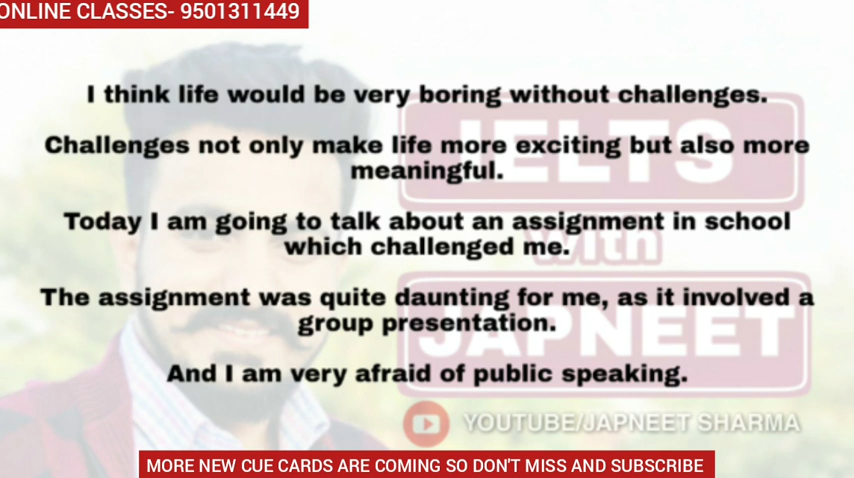 ONLINE CLASSES- 9501311449
I think life would be very boring without challenges.
Challenges not only make life more exciting but also more
meaningful.
Today I am going to talk about an assignment in school
which challenged me.
The assignment was quite daunting for me, as it involved a
group presentation.
And I am very afraid of public speaking.
IELTS
with
JAPNEET
YOUTUBE/JAPNEET SHARMA
MORE NEW CUE CARDS ARE COMING SO DON'T MISS AND SUBSCRIBE